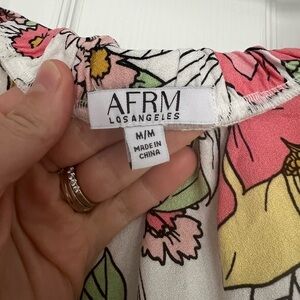 AFRM
LOS ANGELES
M/M
MADE IN
CHINA